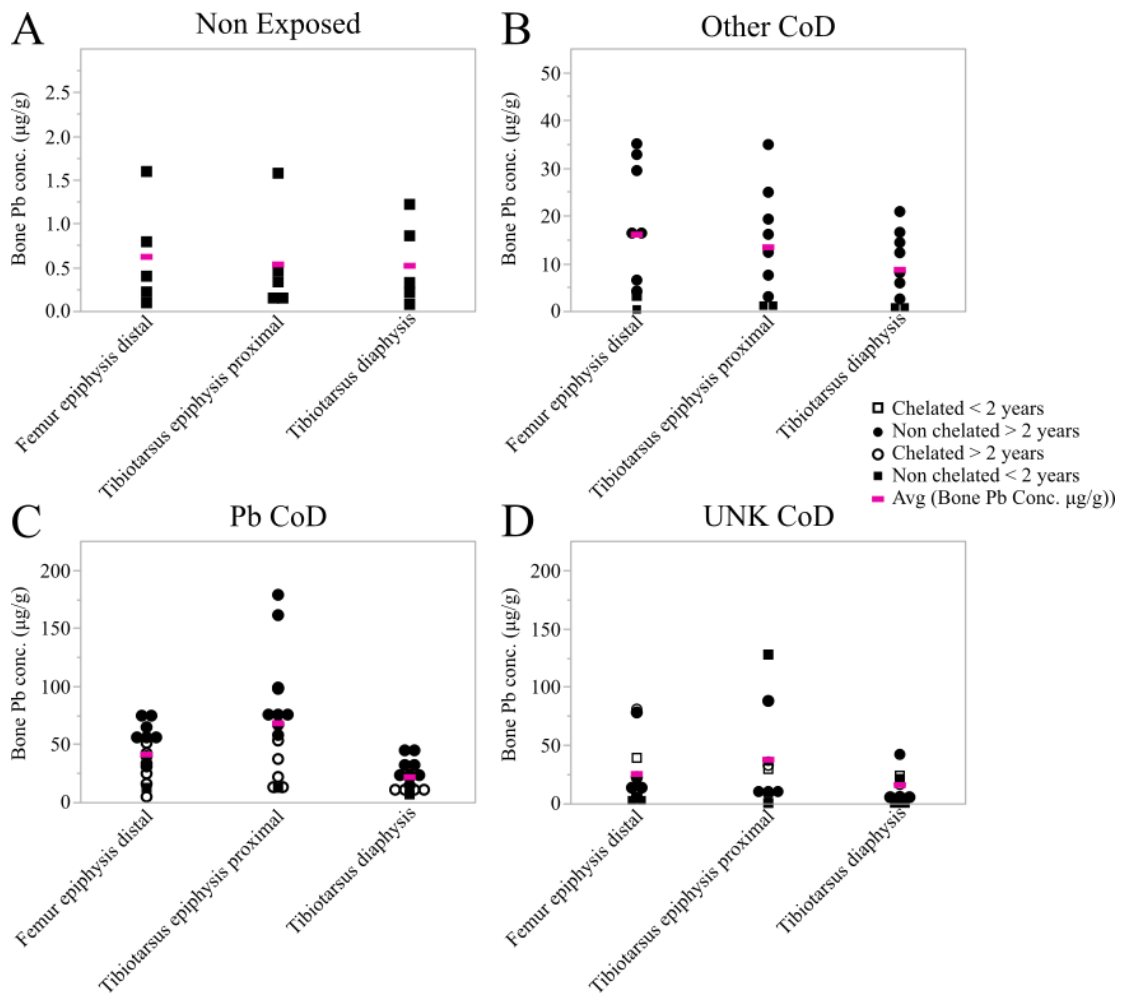 A
Non Exposed
Bone Pb conc. (µg/g)
2.5
2.0
1.5
1.0
0.5
0.0
Femur epiphysis distal
Tibiotarsus epiphysis proximal
Tibiotarsus diaphysis
B
Other CoD
Bone Pb conc. (µg/g)
50
40
30
20
10
0
Femur epiphysis distal
Tibiotarsus epiphysis proximal
Tibiotarsus diaphysis
Chelated < 2 years
Non chelated > 2 years
Chelated > 2 years
Non chelated < 2 years
Avg (Bone Pb Conc. µg/g))
C
Pb CoD
Bone Pb conc. (µg/g)
200
150
100
50
0
Femur epiphysis distal
Tibiotarsus epiphysis proximal
Tibiotarsus diaphysis
D
UNK CoD
Bone Pb conc. (µg/g)
200
150
100
50
0
Femur epiphysis distal
Tibiotarsus epiphysis proximal
Tibiotarsus diaphysis